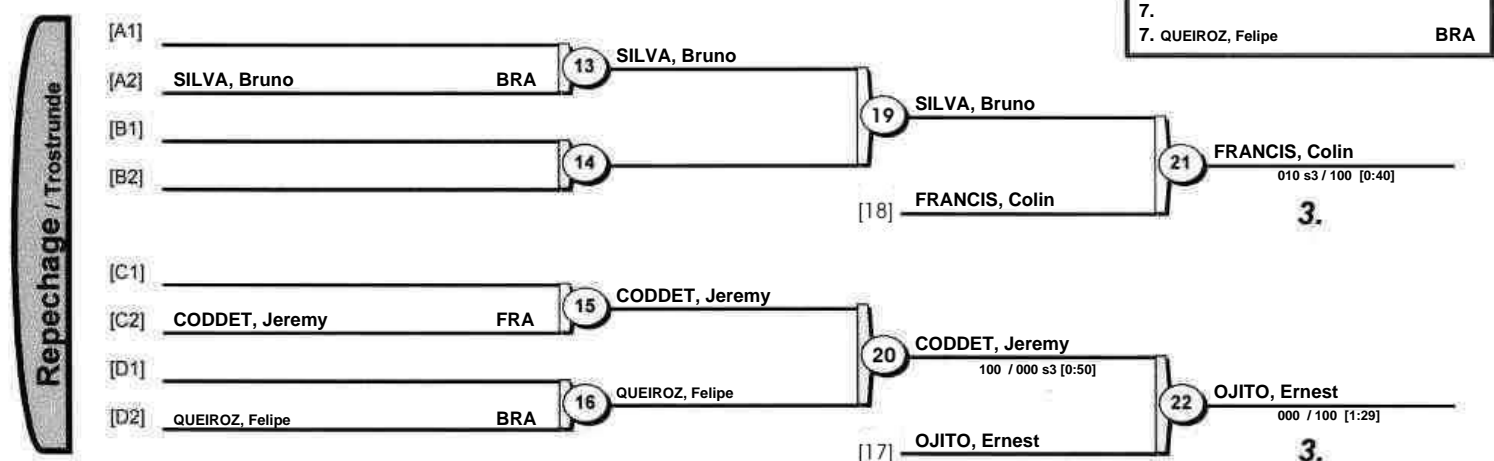 7.
7. QUEIROZ, Felipe BRA
Repechage / Trostrunde
[A1]
[A2] SILVA, Bruno BRA
13 SILVA, Bruno
[B1]
[B2]
14
19 SILVA, Bruno
[18] FRANCIS, Colin
21 FRANCIS, Colin
010 s3 / 100 [0:40]
3.
[C1]
[C2] CODDET, Jeremy FRA
15 CODDET, Jeremy
[D1]
[D2] QUEIROZ, Felipe BRA
16 QUEIROZ, Felipe
20 CODDET, Jeremy
100 / 000 s3 [0:50]
[17] OJITO, Ernest
22 OJITO, Ernest
000 / 100 [1:29]
3.